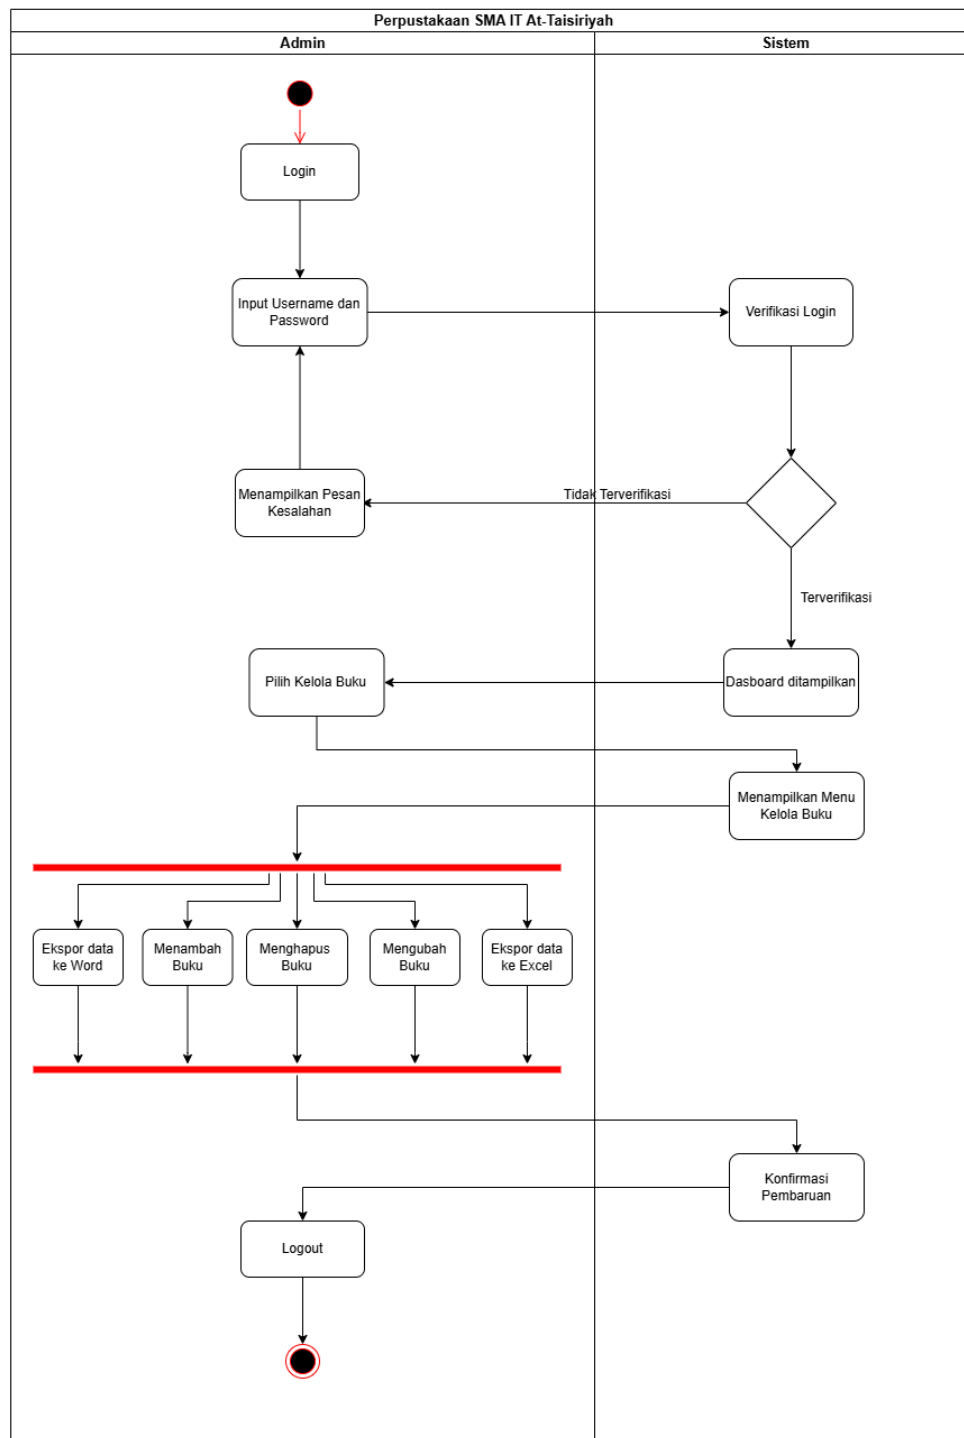 Perpustakaan SMA IT At-Taisiriyah
Admin
Sistem
Login
Input Username dan
Password
Verifikasi Login
Menampilkan Pesan
Kesalahan
Tidak Terverifikasi
Terverifikasi
Pilih Kelola Buku
Dasboard ditampilkan
Menampilkan Menu
Kelola Buku
Ekspor data
ke Word
Menambah
Buku
Menghapus
Buku
Mengubah
Buku
Ekspor data
ke Excel
Konfirmasi
Pembaruan
Logout